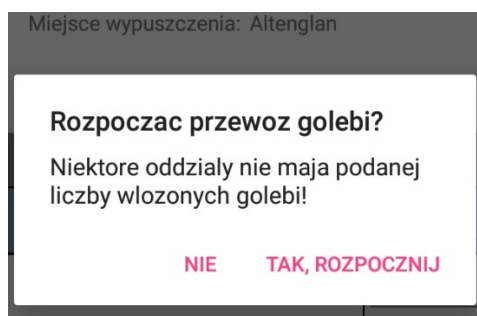 Miejsce wypuszczenia: Altenglan
Rozpoczac przewoz golebi?
Niektore oddzialy nie maja podanej
liczby wlozonych golebi!
NIE TAK, ROZPOCZNIJ